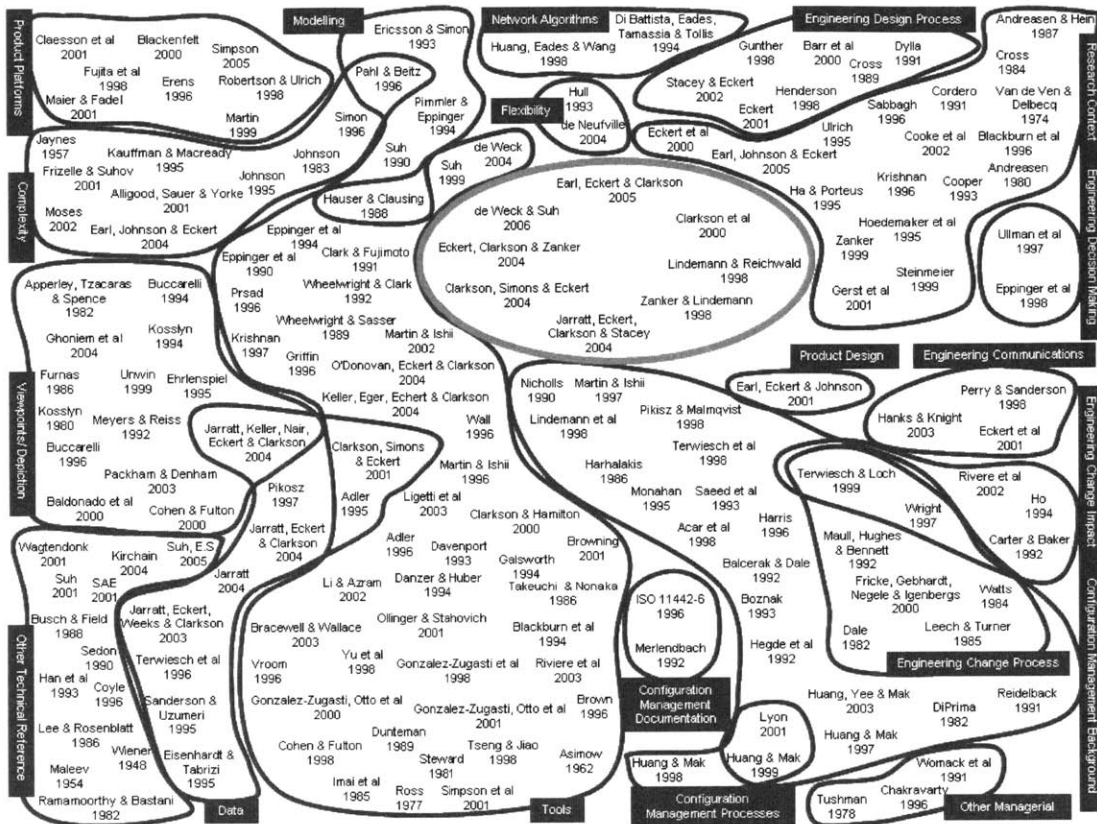 Product Platforms
Claesson et al
2001
Blackenfelt
2000
Simpson
2005
Fujita et al
1998
Erens
1996
Robertson & Ulrich
1998
Maier & Fadel
2001
Martin
1999
Modelling
Ericsson & Simon
1993
Pahl & Beitz
1996
Pimmler &
Eppinger
1994
Simon
1996
Suh
1990
Suh
1999
de Weck
2004
Hauser & Clausing
1988
Network Algorithms
Huang, Eades & Wang
1998
Di Battista, Eades,
Tamassia & Tollis
1994
Flexibility
Hull
1993
de Neufville
2004
Engineering Design Process
Gunther
1998
Barr et al
2000
Dylla
1991
Cross
1989
Stacey & Eckert
2002
Henderson
1998
Eckert
2001
Research Context
Andreasen & Hein
1987
Cross
1984
Van de Ven &
Delbecq
1974
Cordero
1991
Sabbagh
1996
Ulrich
1995
Cooke et al
2002
Blackburn et al
1996
Eckert et al
2000
Earl, Johnson & Eckert
2005
Andreasen
1980
Krishnan
1996
Cooper
1993
Ha & Porteus
1995
Hoedemaker et al
1995
Zanker
1999
Steinmeier
1999
Gerst et al
2001
Engineering Decision Making
Ullman et al
1997
Eppinger et al
1998
Complexity
Jaynes
1957
Kauffman & Macready
1995
Johnson
1983
Frizelle & Suhov
2001
Johnson
1995
Alligood, Sauer & Yorke
2001
Moses
2002
Earl, Johnson & Eckert
2004
Earl, Eckert & Clarkson
2005
de Weck & Suh
2006
Clarkson et al
2000
Eckert, Clarkson & Zanker
2004
Lindemann & Reichwald
1998
Clarkson, Simons & Eckert
2004
Zanker & Lindemann
1998
Jarratt, Eckert,
Clarkson & Stacey
2004
Eppinger et al
1994
Eppinger et al
1990
Clark & Fujimoto
1991
Prsad
1996
Wheelwright & Clark
1992
Wheelwright & Sasser
1989
Krishnan
1997
Martin & Ishii
2002
Griffin
1996
O'Donovan, Eckert & Clarkson
2004
Keller, Eger, Echert & Clarkson
2004
Viewpoints/ Depiction
Apperley, Tzacaras
& Spence
1982
Buccarelli
1994
Ghoniem et al
2004
Kosslyn
1994
Furnas
1986
Unwin
1999
Ehrlenspiel
1995
Kosslyn
1980
Meyers & Reiss
1992
Buccarelli
1996
Jarratt, Keller, Nair,
Eckert & Clarkson
2004
Packham & Denham
2003
Baldonado et al
2000
Cohen & Fulton
2000
Clarkson, Simons
& Eckert
2001
Wall
1996
Martin & Ishii
1996
Pikosz
1997
Adler
1995
Ligetti et al
2003
Jarratt, Eckert
& Clarkson
2004
Clarkson & Hamilton
2000
Product Design
Earl, Eckert & Johnson
2001
Engineering Communications
Perry & Sanderson
1998
Hanks & Knight
2003
Eckert et al
2001
Nicholls
1990
Martin & Ishii
1997
Lindemann et al
1998
Pikisz & Malmqvist
1998
Terwiesch et al
1998
Harhalakis
1986
Monahan
1995
Saeed et al
1993
Acar et al
1998
Harris
1996
Balcerak & Dale
1992
Boznak
1993
Hegde et al
1992
Engineering Change Impact
Terwiesch & Loch
1999
Rivere et al
2002
Wright
1997
Ho
1994
Carter & Baker
1992
Maull, Hughes
& Bennett
1992
Fricke, Gebhardt,
Negele & Igenbergs
2000
Watts
1984
Dale
1982
Leech & Turner
1985
Engineering Change Process
Configuration Management Background
Other Technical Reference
Wagtendonk
2001
Kirchain
2004
Suh, E.S
2005
Suh
2001
SAE
2001
Jarratt
2004
Busch & Field
1988
Jarratt, Eckert,
Weeks & Clarkson
2003
Sedon
1990
Terwiesch et al
1996
Han et al
1993
Coyle
1996
Sanderson &
Uzumeri
1995
Lee & Rosenblatt
1986
Wiener
1948
Eisenhardt &
Tabrizi
1995
Maleev
1954
Ramamoorthy & Bastani
1982
Data
Adler
1996
Davenport
1993
Galsworth
1994
Browning
2001
Li & Azram
2002
Danzer & Huber
1994
Takeuchi & Nonaka
1986
Bracewell & Wallace
2003
Ollinger & Stahovich
2001
Blackburn et al
1994
Vroom
1996
Yu et al
1998
Gonzalez-Zugasti et al
1998
Riviere et al
2003
Gonzalez-Zugasti, Otto et al
2000
Gonzalez-Zugasti, Otto et al
2001
Brown
1996
Cohen & Fulton
1998
Dunteman
1989
Steward
1981
Tseng & Jiao
1998
Asimow
1962
Imai et al
1985
Ross
1977
Simpson et al
2001
Tools
ISO 11442-6
1996
Merlendbach
1992
Configuration
Management
Documentation
Huang & Mak
1998
Lyon
2001
Huang & Mak
1999
Configuration
Management Processes
Huang, Yee & Mak
2003
DiPrima
1982
Reidelback
1991
Huang & Mak
1997
Womack et al
1991
Chakravarty
1996
Tushman
1978
Other Managerial